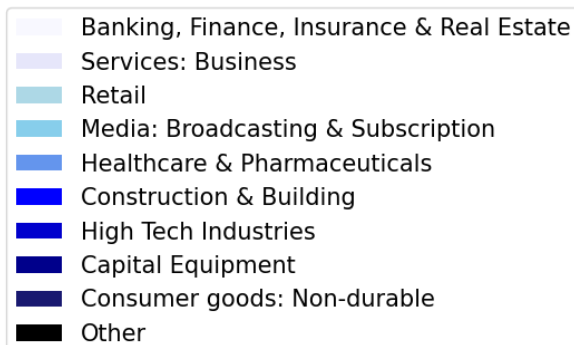 Banking, Finance, Insurance & Real Estate
Services: Business
Retail
Media: Broadcasting & Subscription
Healthcare & Pharmaceuticals
Construction & Building
High Tech Industries
Capital Equipment
Consumer goods: Non-durable
Other